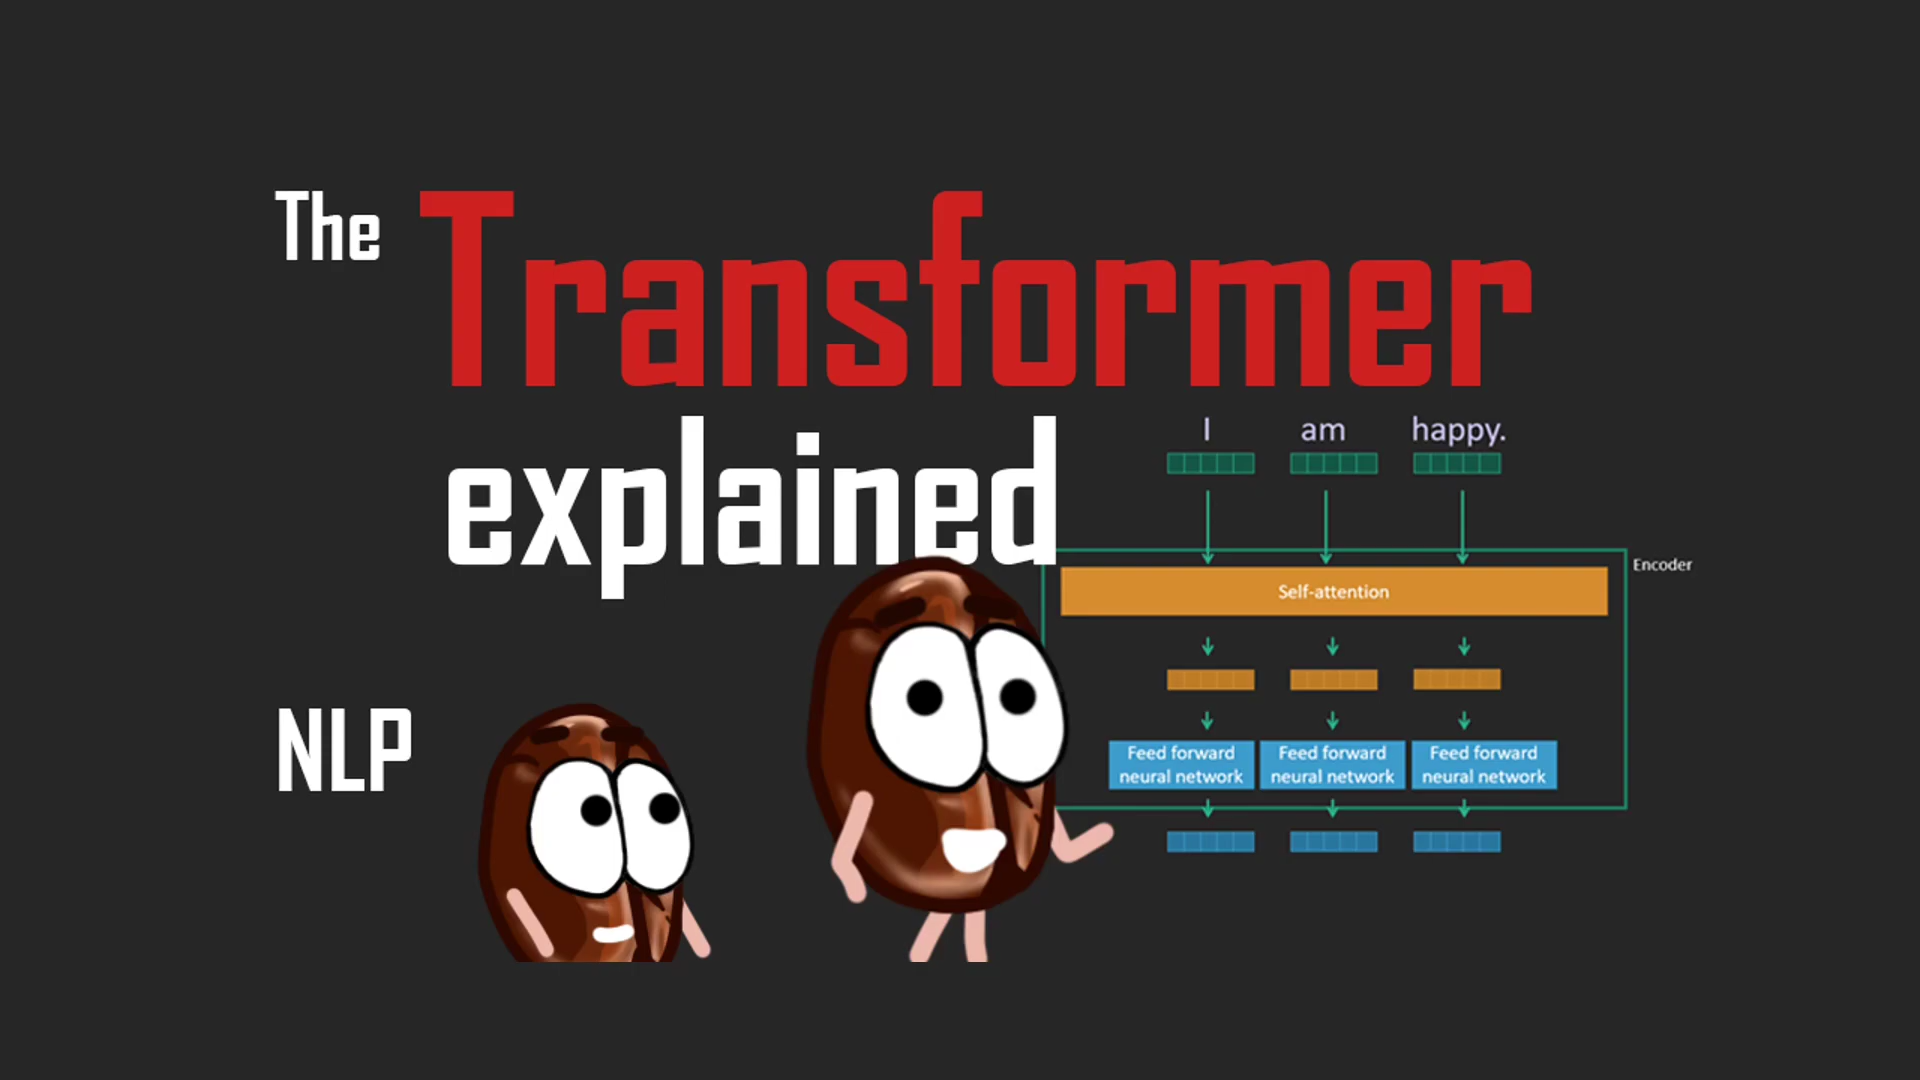 The Transformer
explained
NLP
I am happy.
Encoder
Self-attention
Feed forward
neural network
Feed forward
neural network
Feed forward
neural network